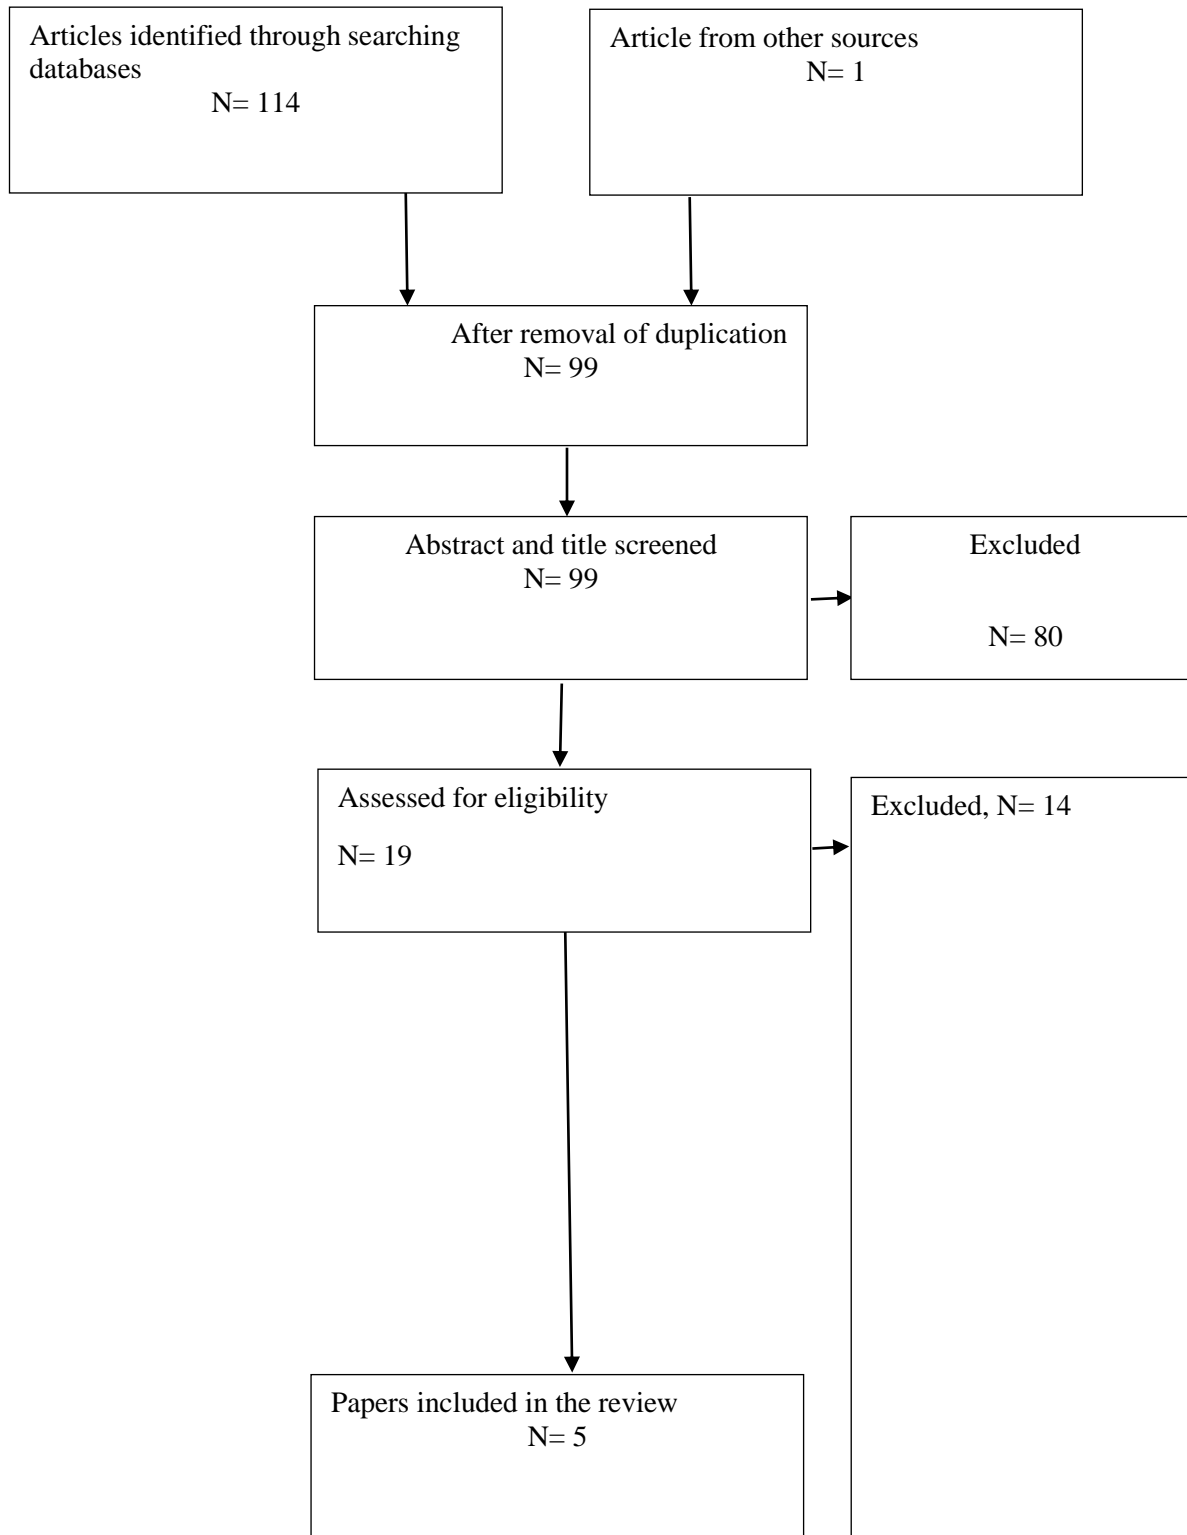 Articles identified through searching
databases
N= 114
Article from other sources
N= 1
After removal of duplication
N= 99
Abstract and title screened
N= 99
Excluded
N= 80
Assessed for eligibility
N= 19
Excluded, N= 14
Papers included in the review
N= 5